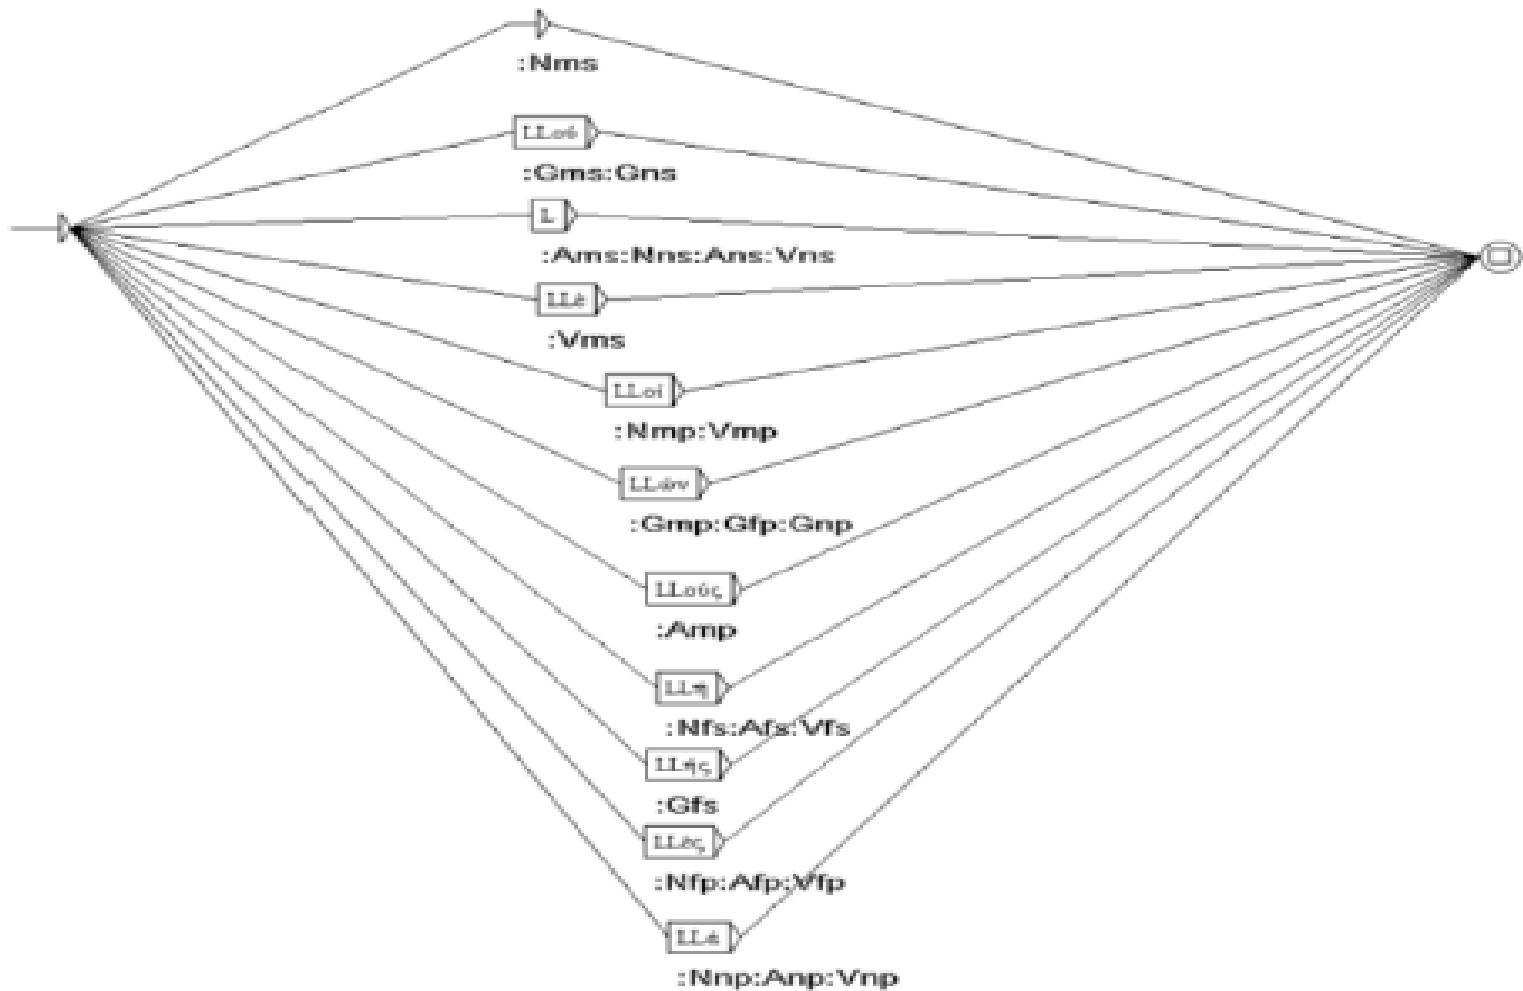 :Nms
LLού
:Gms:Gns
L
:Ams:Nns:Ans:Vns
LLέ
:Vms
LLοί
:Nmp:Vmp
LLών
:Gmp:Gfp:Gnp
LLούς
:Amp
LLή
:Nfs:Afs:Vfs
LLής
:Gfs
LLές
:Nfp:Afp:Vfp
LLά
:Nnp:Anp:Vnp